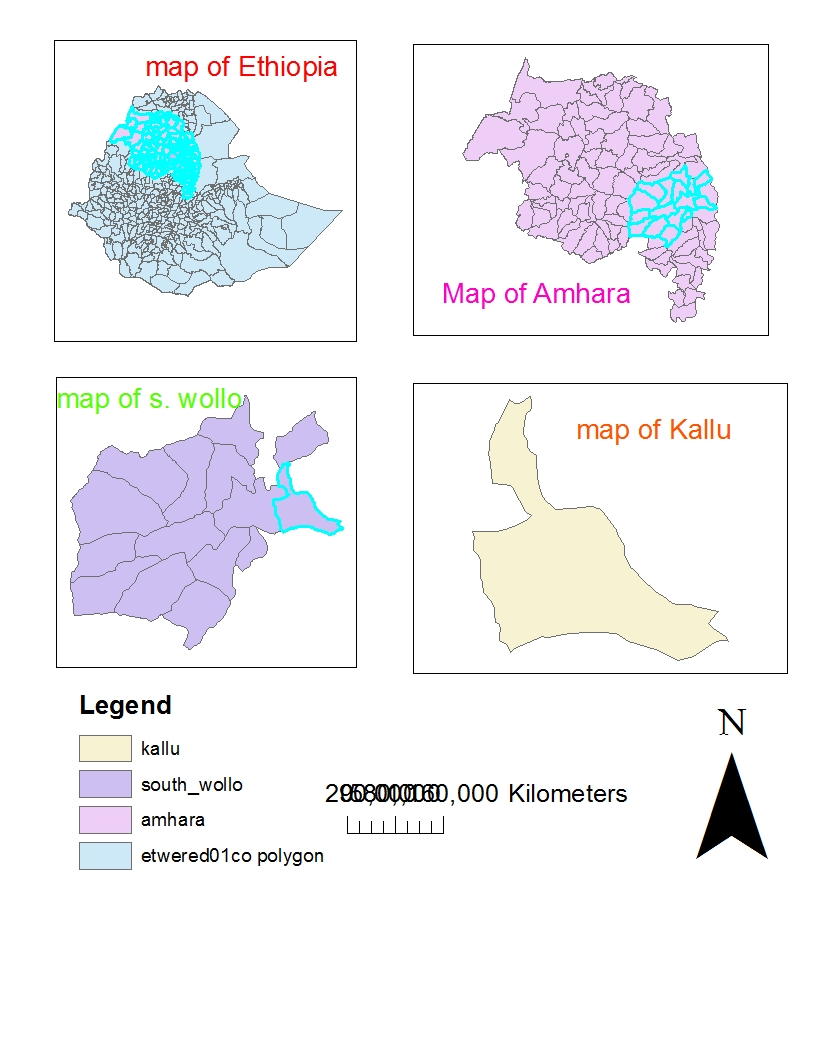 map of Ethiopia
Map of Amhara
map of s. wollo
map of Kallu
Legend
kallu
south_wollo
amhara
etwered01co polygon
Kilometers
N